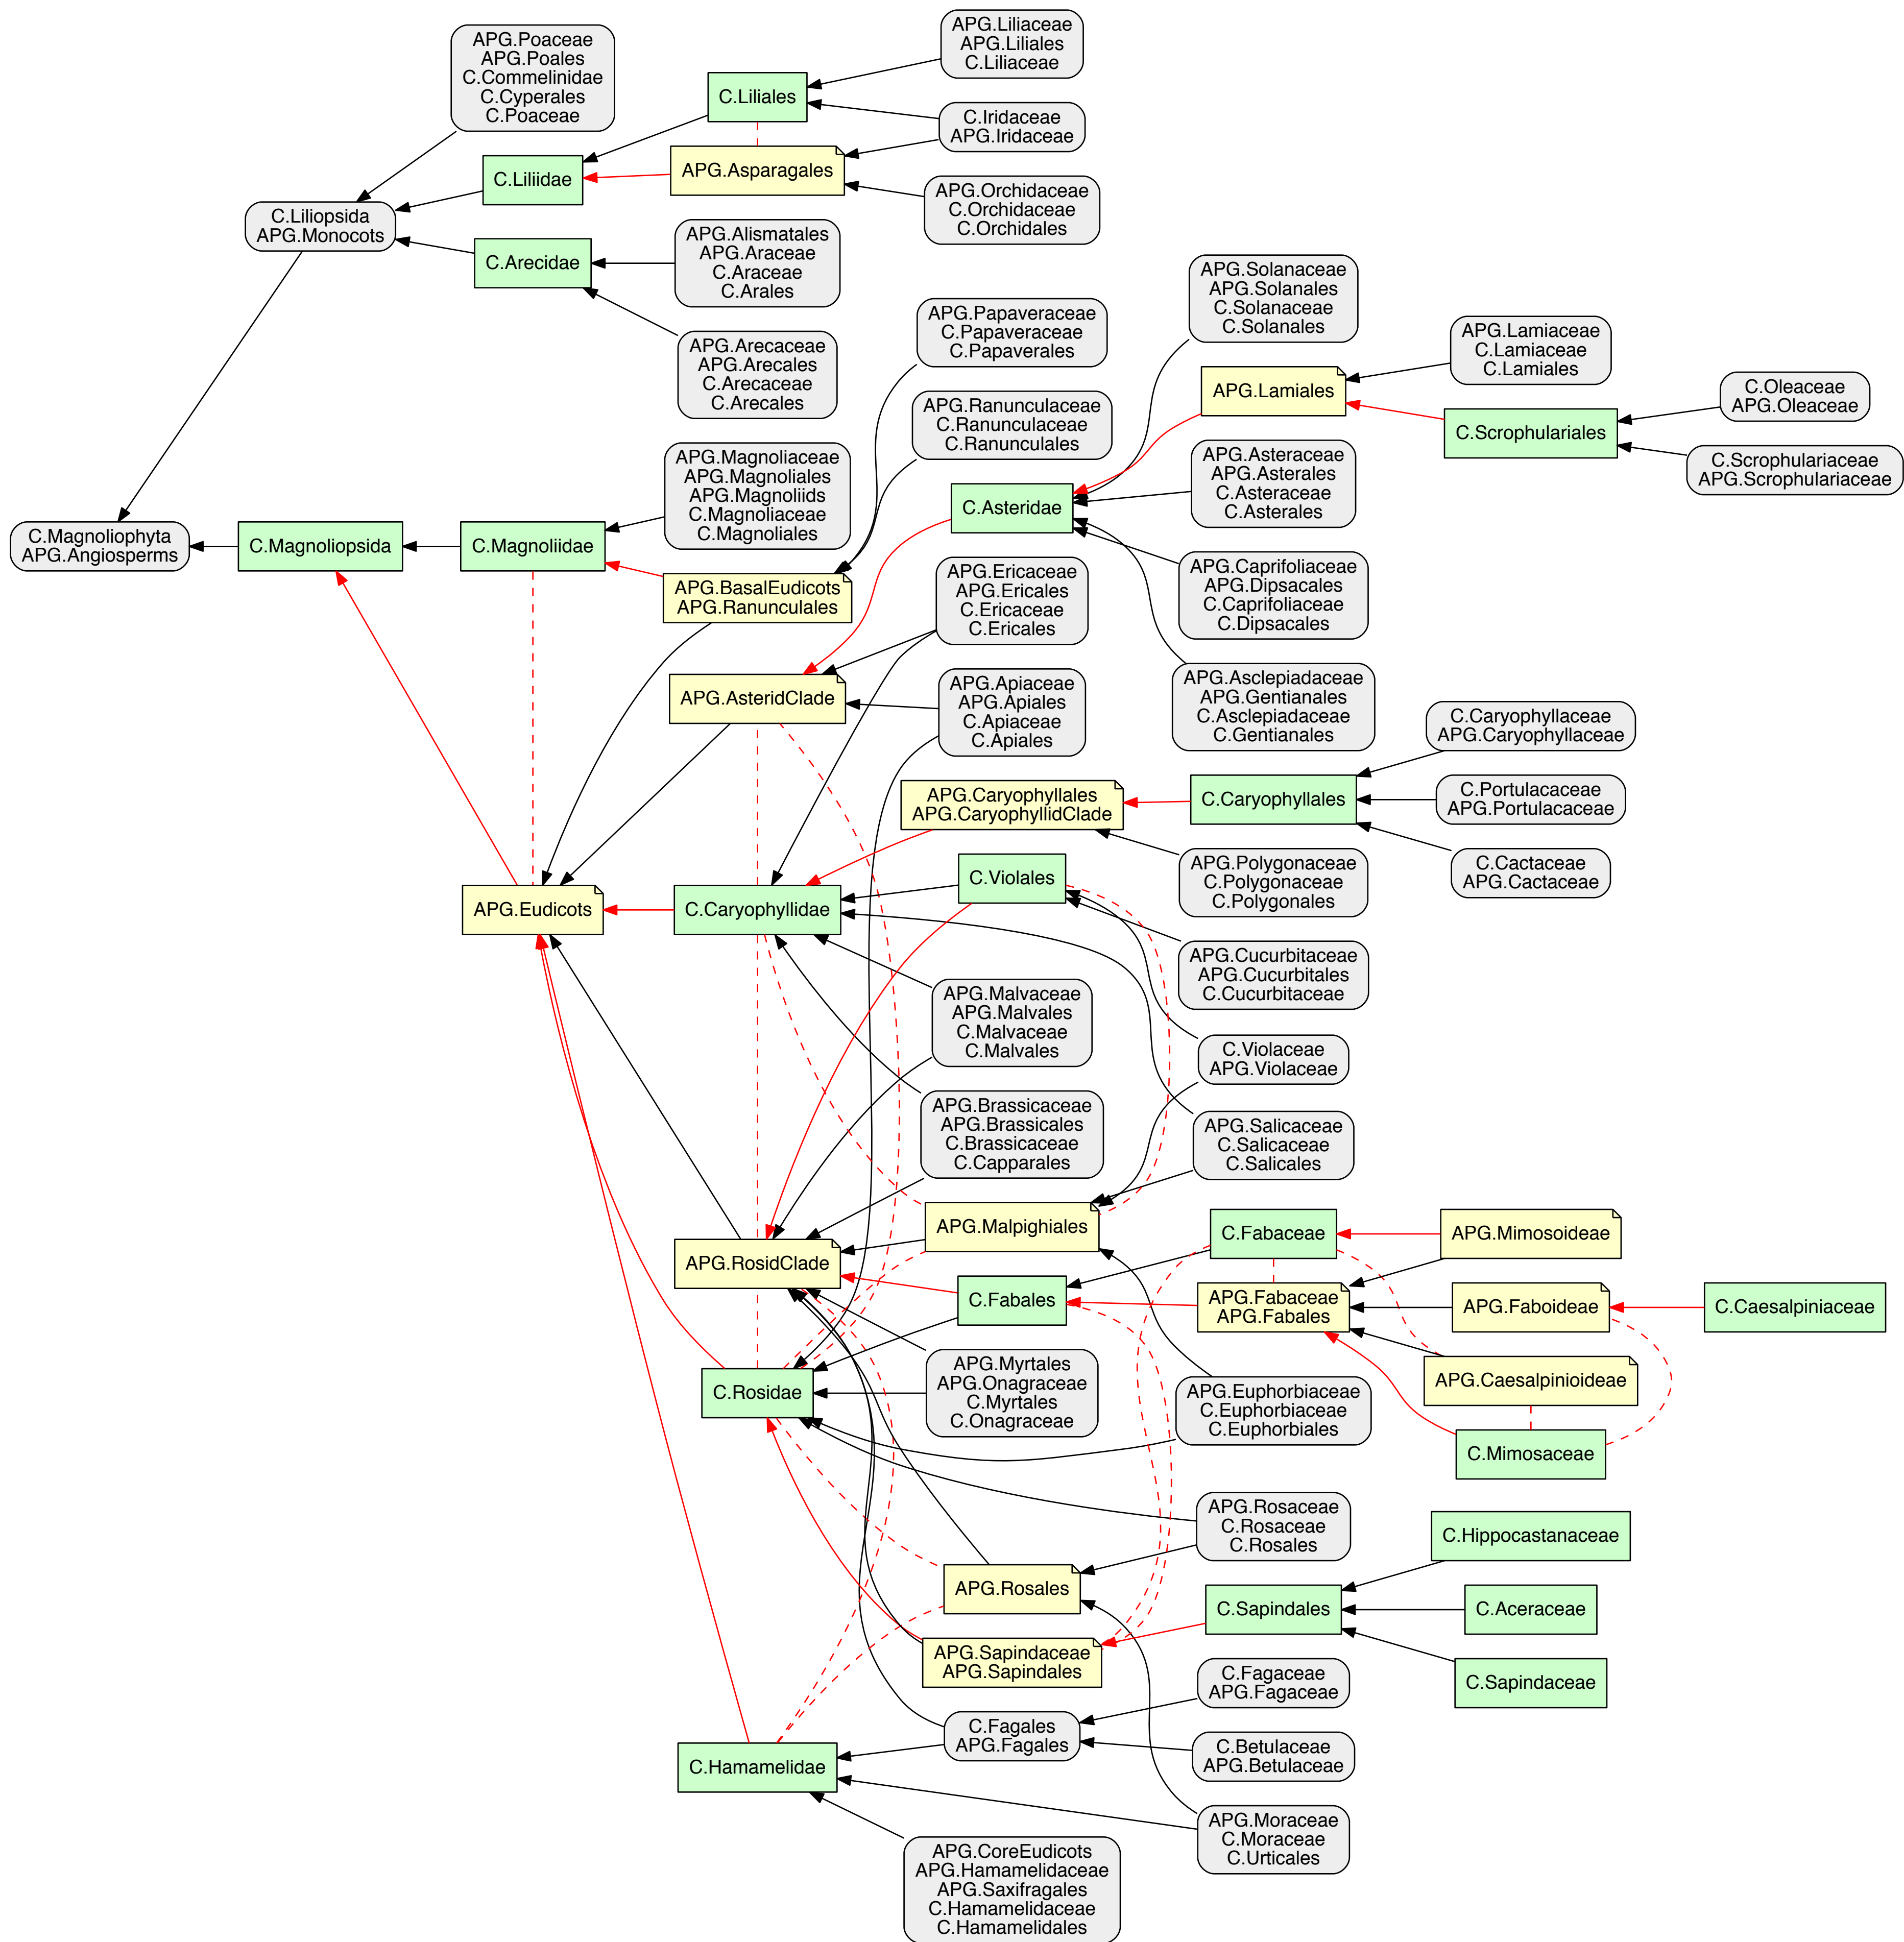 APG.Poaceae
APG.Poales
C.Commelinidae
C.Cyperales
C.Poaceae
APG.Liliaceae
APG.Liliales
C.Liliaceae
C.Liliales
C.Iridaceae
APG.Iridaceae
C.Liliidae
APG.Asparagales
APG.Orchidaceae
C.Orchidaceae
C.Orchidales
C.Liliopsida
APG.Monocots
C.Arecidae
APG.Alismatales
APG.Araceae
C.Araceae
C.Arales
APG.Arecaceae
APG.Arecales
C.Arecaceae
C.Arecales
APG.Papaveraceae
C.Papaveraceae
C.Papaverales
APG.Solanaceae
APG.Solanales
C.Solanaceae
C.Solanales
APG.Lamiaceae
C.Lamiaceae
C.Lamiales
APG.Lamiales
C.Oleaceae
APG.Oleaceae
C.Scrophulariales
C.Scrophulariaceae
APG.Scrophulariaceae
APG.Ranunculaceae
C.Ranunculaceae
C.Ranunculales
APG.Magnoliaceae
APG.Magnoliales
APG.Magnoliids
C.Magnoliaceae
C.Magnoliales
APG.Asteraceae
APG.Asterales
C.Asteraceae
C.Asterales
C.Asteridae
C.Magnoliophyta
APG.Angiosperms
C.Magnoliopsida
C.Magnoliidae
APG.BasalEudicots
APG.Ranunculales
APG.Ericaceae
APG.Ericales
C.Ericaceae
C.Ericales
APG.Caprifoliaceae
APG.Dipsacales
C.Caprifoliaceae
C.Dipsacales
APG.AsteridClade
APG.Apiaceae
APG.Apiales
C.Apiaceae
C.Apiales
APG.Asclepiadaceae
APG.Gentianales
C.Asclepiadaceae
C.Gentianales
C.Caryophyllaceae
APG.Caryophyllaceae
APG.Caryophyllales
APG.CaryophyllidClade
C.Caryophyllales
C.Portulacaceae
APG.Portulacaceae
C.Cactaceae
APG.Cactaceae
APG.Polygonaceae
C.Polygonaceae
C.Polygonales
C.Violales
APG.Eudicots
C.Caryophyllidae
APG.Cucurbitaceae
APG.Cucurbitales
C.Cucurbitaceae
APG.Malvaceae
APG.Malvales
C.Malvaceae
C.Malvales
C.Violaceae
APG.Violaceae
APG.Brassicaceae
APG.Brassicales
C.Brassicaceae
C.Capparales
APG.Salicaceae
C.Salicaceae
C.Salicales
APG.Malpighiales
APG.RosidClade
C.Fabaceae
APG.Mimosoideae
C.Fabales
APG.Fabaceae
APG.Fabales
APG.Faboideae
C.Caesalpiniaceae
C.Rosidae
APG.Myrtales
APG.Onagraceae
C.Myrtales
C.Onagraceae
APG.Euphorbiaceae
C.Euphorbiaceae
C.Euphorbiales
APG.Caesalpinioideae
C.Mimosaceae
APG.Rosaceae
C.Rosaceae
C.Rosales
C.Hippocastanaceae
APG.Rosales
C.Sapindales
C.Aceraceae
APG.Sapindaceae
APG.Sapindales
C.Sapindaceae
C.Fagaceae
APG.Fagaceae
C.Fagales
APG.Fagales
C.Betulaceae
APG.Betulaceae
C.Hamamelidae
APG.Moraceae
C.Moraceae
C.Urticales
APG.CoreEudicots
APG.Hamamelidaceae
APG.Saxifragales
C.Hamamelidaceae
C.Hamamelidales